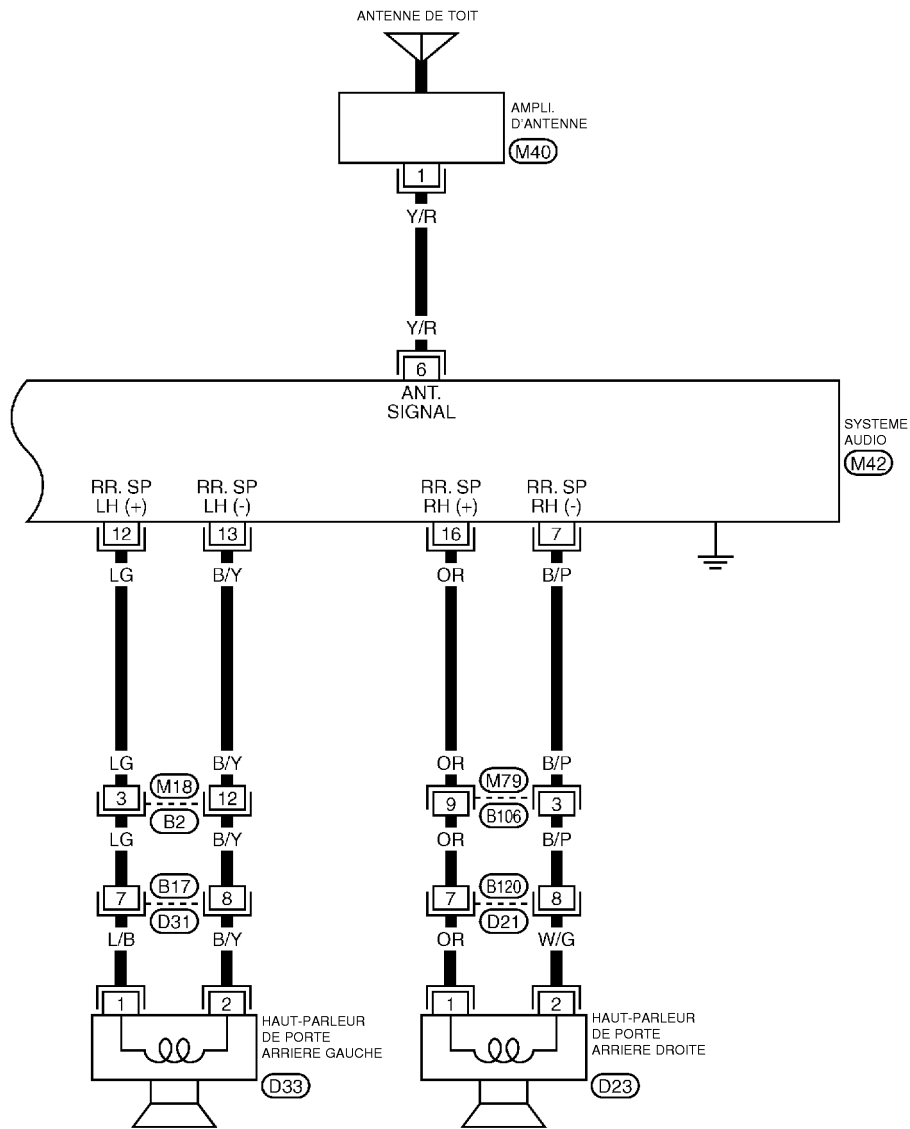 ANTENNE DE TOIT
AMPLI.
D'ANTENNE
M40
1
Y/R
Y/R
6
ANT.
SIGNAL
SYSTEME
AUDIO
M42
RR. SP
LH (+)
RR. SP
LH (-)
RR. SP
RH (+)
RR. SP
RH (-)
12
13
16
7
LG
B/Y
OR
B/P
LG
B/Y
OR
B/P
3
M18
B2
12
9
M79
B106
3
LG
B/Y
OR
B/P
7
B17
D31
8
7
B120
D21
8
L/B
B/Y
OR
W/G
1
2
1
2
HAUT-PARLEUR
DE PORTE
ARRIERE GAUCHE
D33
HAUT-PARLEUR
DE PORTE
ARRIERE DROITE
D23